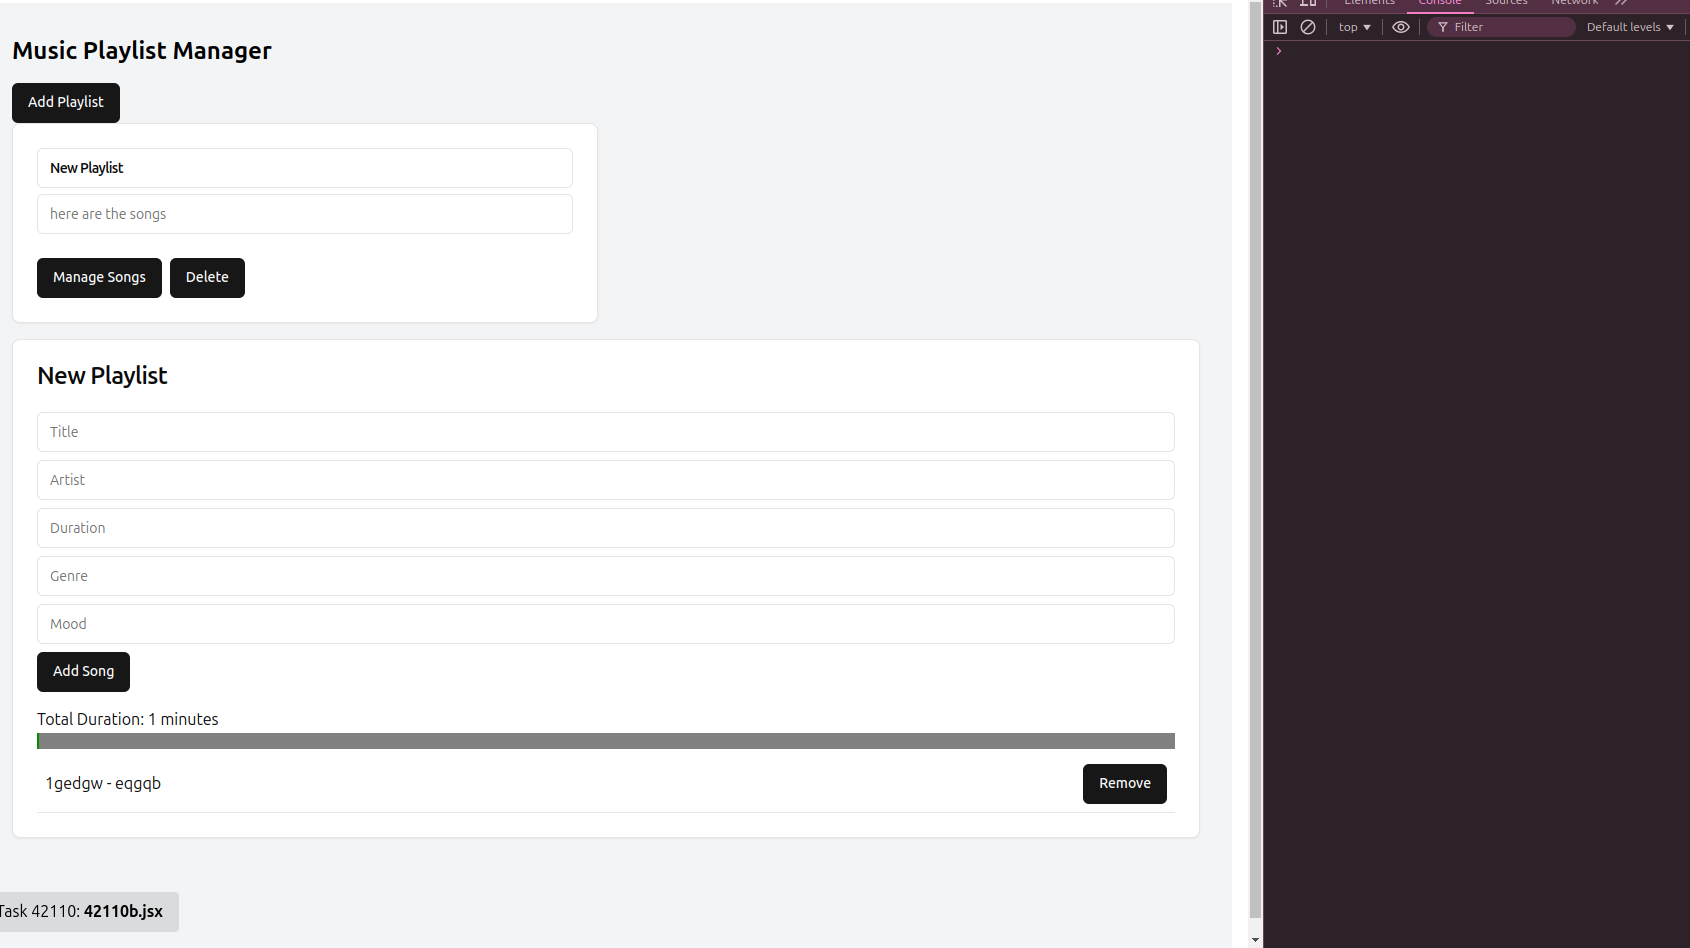 Elements Console Sources Network
top Filter Default levels
Music Playlist Manager
Add Playlist
New Playlist
here are the songs
Manage Songs Delete
New Playlist
Title
Artist
Duration
Genre
Mood
Add Song
Total Duration: 1 minutes
1gedgw - eqgqb Remove
Task 42110: 42110b.jsx